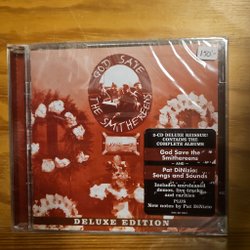 150:-
GOD SAVE
THE SMITHEREENS
2-CD DELUXE REISSUE!
CONTAINS THE
COMPLETE ALBUMS:
God Save the
Smithereens
— AND —
Pat DiNizio:
Songs and Sounds
Includes unreleased
demos, live tracks,
and rarities
PLUS
New notes by Pat DiNizio
DELUXE EDITION